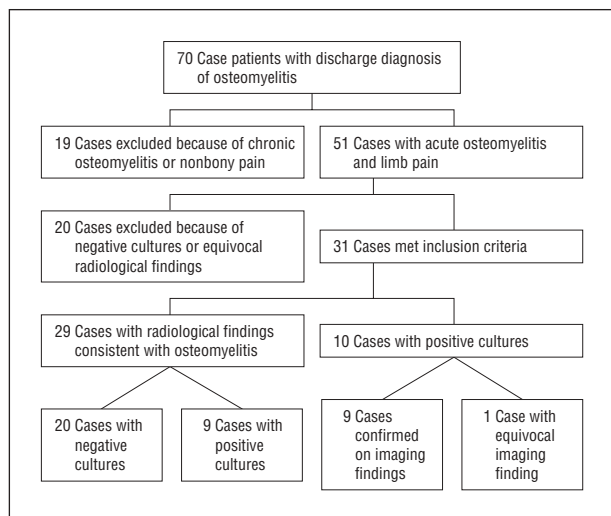 70 Case patients with discharge diagnosis
of osteomyelitis
19 Cases excluded because of chronic
osteomyelitis or nonbony pain
51 Cases with acute osteomyelitis
and limb pain
20 Cases excluded because of
negative cultures or equivocal
radiological findings
31 Cases met inclusion criteria
29 Cases with radiological findings
consistent with osteomyelitis
10 Cases with positive cultures
20 Cases with
negative
cultures
9 Cases with
positive
cultures
9 Cases
confirmed
on imaging
findings
1 Case with
equivocal
imaging
finding